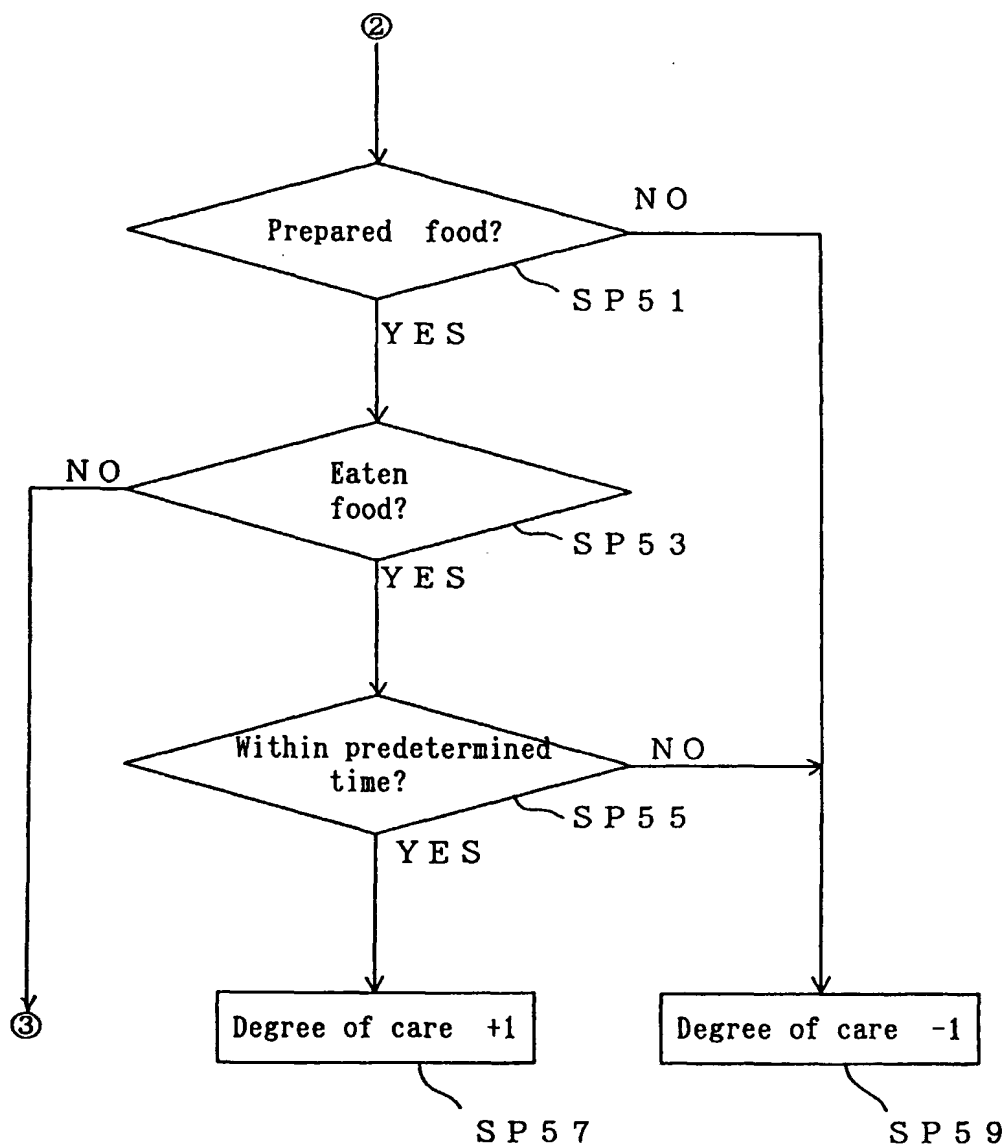 ②
NO
Prepared food?
SP51
YES
NO
Eaten
food?
SP53
YES
Within predetermined
time?
NO
SP55
YES
③
Degree of care +1
Degree of care -1
SP57
SP59